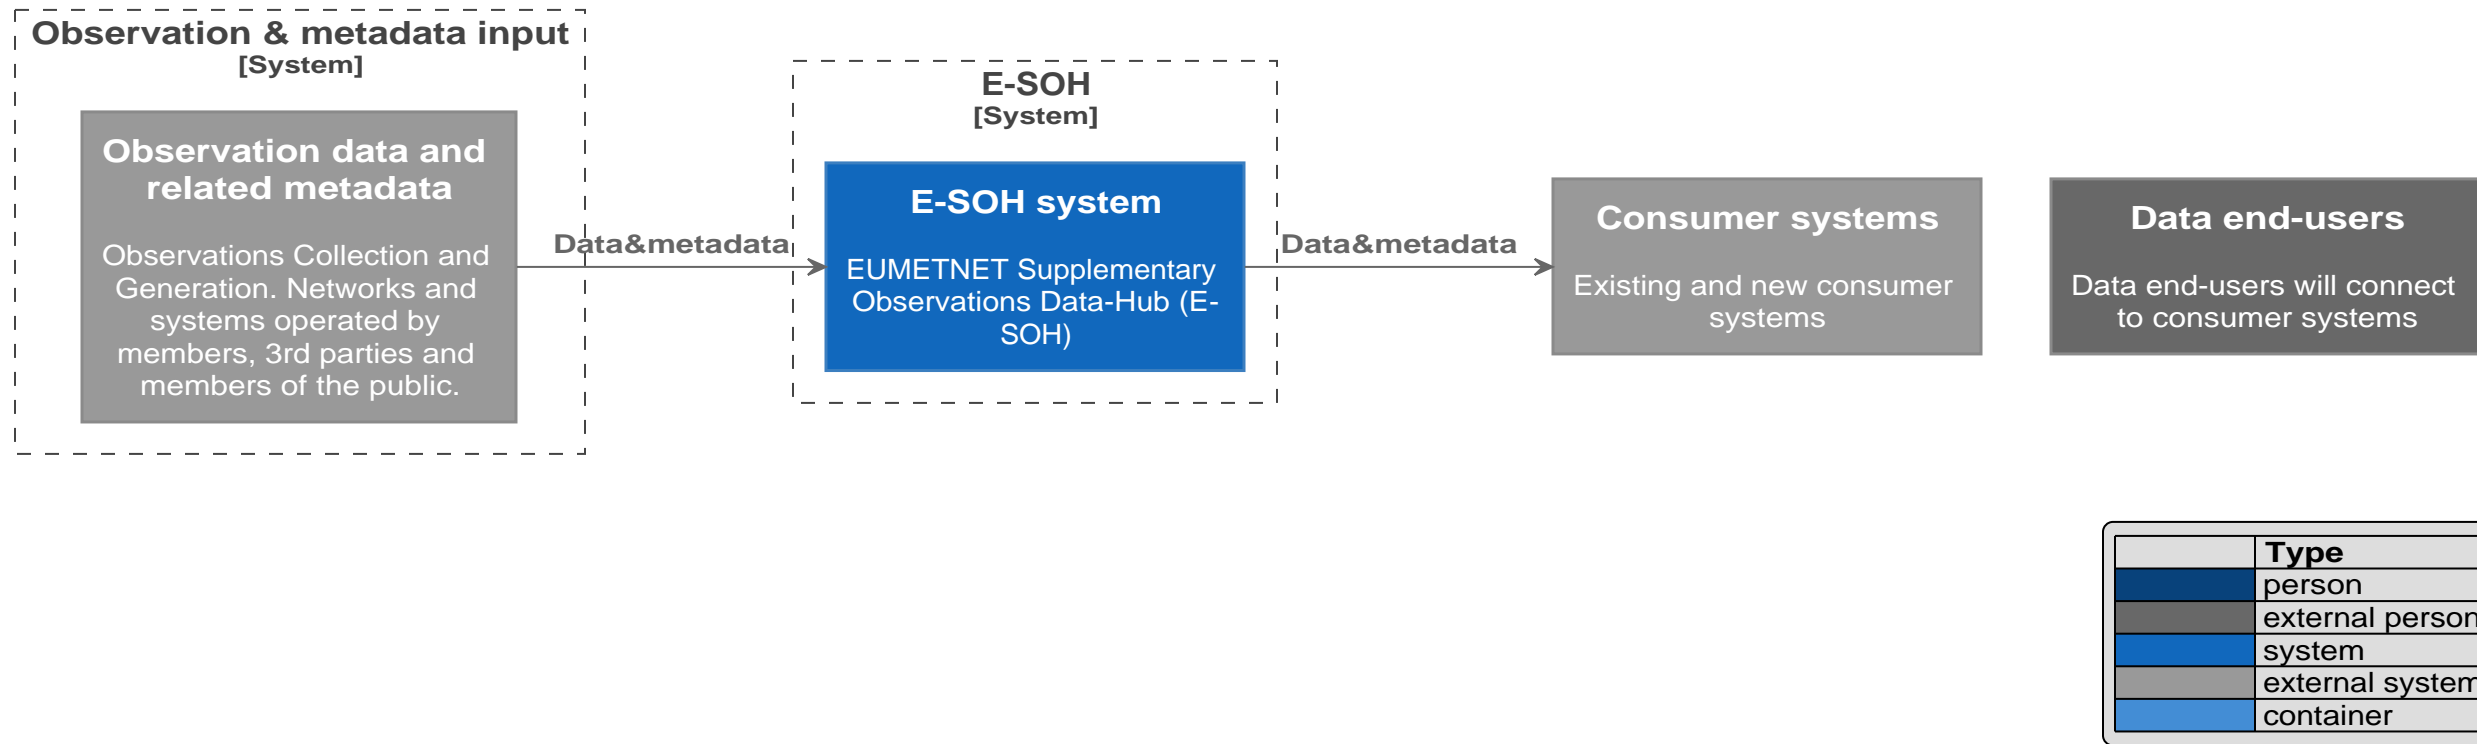 Observation & metadata input
[System]
Observation data and
related metadata
Observations Collection and
Generation. Networks and
systems operated by
members, 3rd parties and
members of the public.
Data&metadata
E-SOH
[System]
E-SOH system
EUMETNET Supplementary
Observations Data-Hub (E-
SOH)
Data&metadata
Consumer systems
Existing and new consumer
systems
Data end-users
Data end-users will connect
to consumer systems
Type
person
external person
system
external system
container